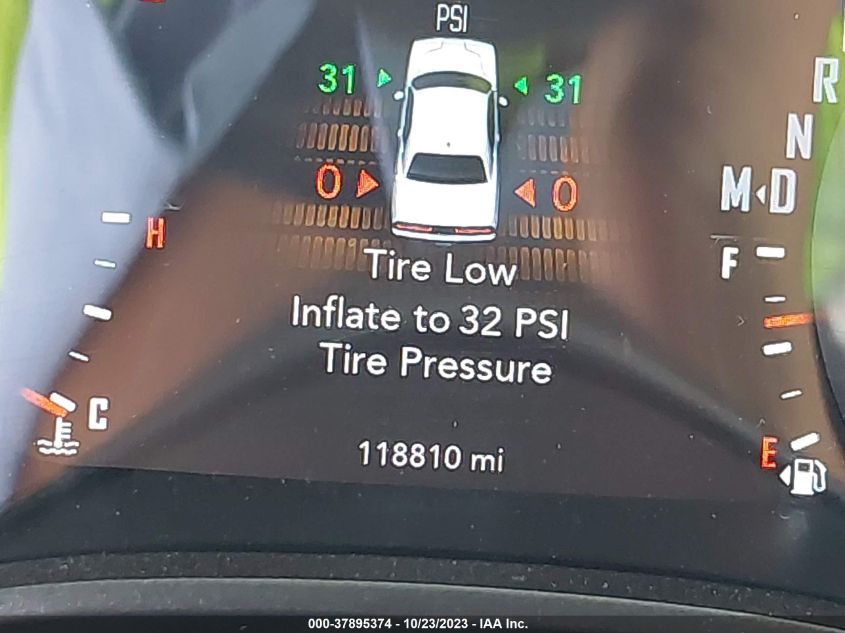 PSI
31 31
R
N
0 0
M D
H
F
Tire Low
Inflate to 32 PSI
Tire Pressure
C
E
118810 mi
000-37895374 - 10/23/2023 - IAA Inc.